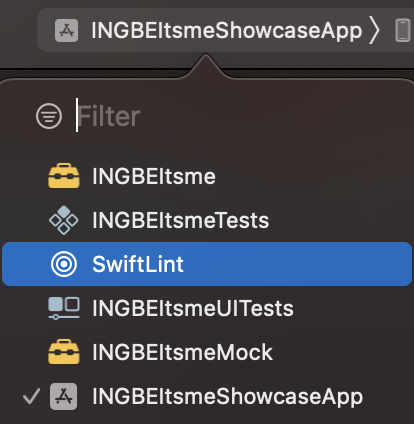 INGBEItsmeShowcaseApp
Filter
INGBEItsme
INGBEItsmeTests
SwiftLint
INGBEItsmeUITests
INGBEItsmeMock
INGBEItsmeShowcaseApp